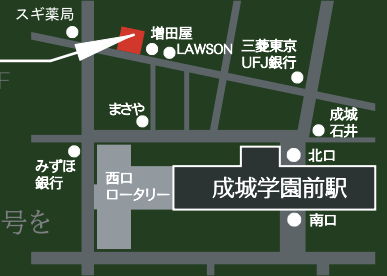 スギ薬局
増田屋
LAWSON
三菱東京
UFJ銀行
まさや
成城
石井
みずほ
銀行
西口
ロータリー
北口
成城学園前駅
南口
号を